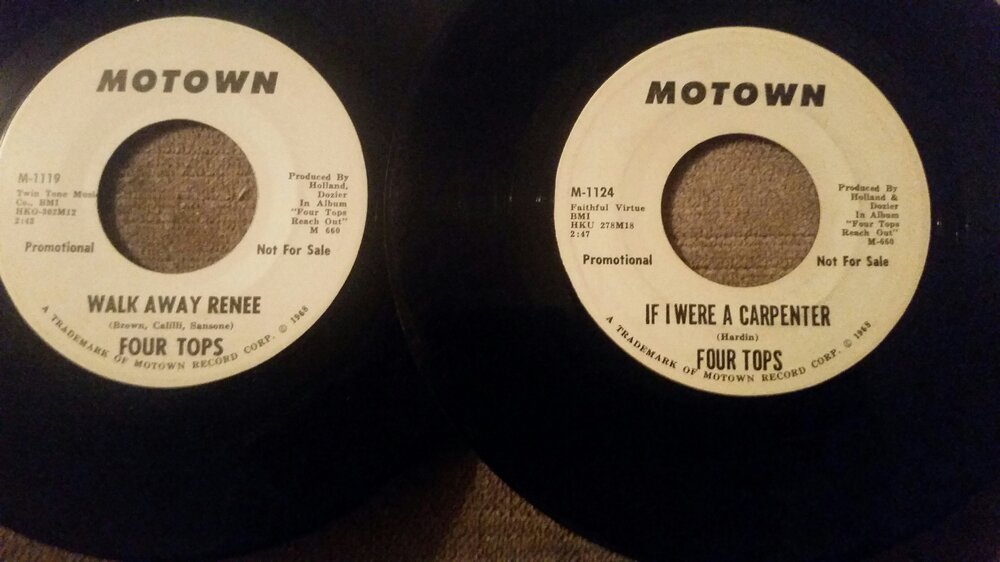 MOTOWN
M-1119
Twin Tone Music
Co., BMI
HKO-302M12
2:43
Promotional
Produced By
Holland,
Dozier
In Album
"Four Tops
Reach Out"
M 660
Not For Sale
WALK AWAY RENEE
(Brown, Calilli, Sansone)
FOUR TOPS
A TRADEMARK OF MOTOWN RECORD CORP. © 1968
MOTOWN
M-1124
Faithful Virtue
BMI
HKU 278M18
2:47
Promotional
Produced By
Holland &
Dozier
In Album
"Four Tops
Reach Out"
M-660
Not For Sale
IF I WERE A CARPENTER
(Hardin)
FOUR TOPS
A TRADEMARK OF MOTOWN RECORD CORP. © 1968